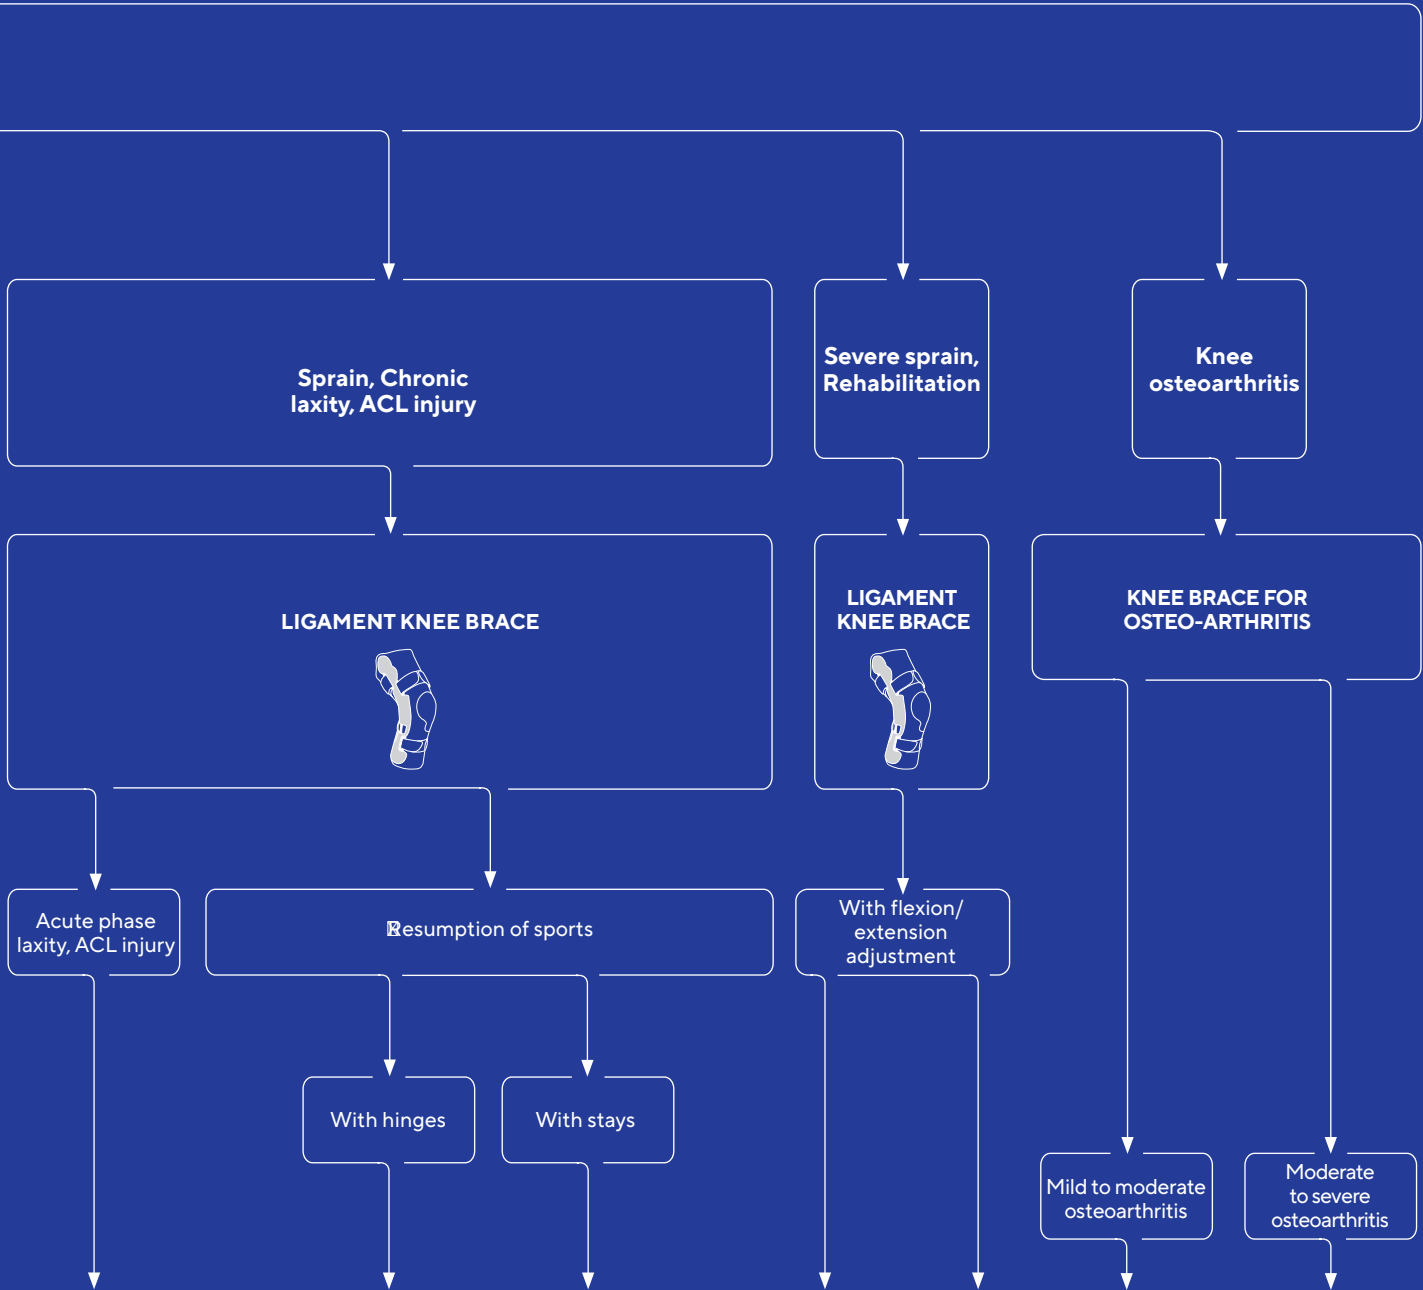 Sprain, Chronic
laxity, ACL injury
Severe sprain,
Rehabilitation
Knee
osteoarthritis
LIGAMENT KNEE BRACE
LIGAMENT
KNEE BRACE
KNEE BRACE FOR
OSTEO-ARTHRITIS
Acute phase
laxity, ACL injury
Resumption of sports
With flexion/
extension
adjustment
With hinges
With stays
Mild to moderate
osteoarthritis
Moderate
to severe
osteoarthritis